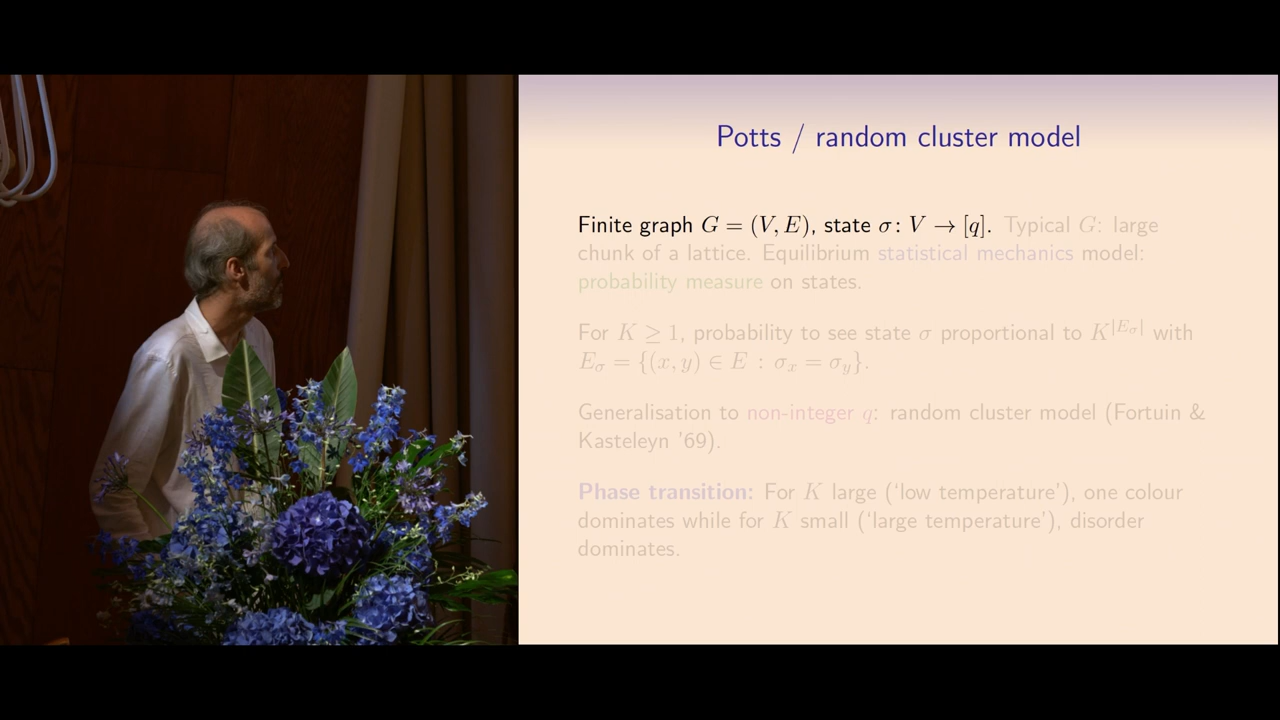 Potts / random cluster model
Finite graph G = (V, E), state σ: V → [q]. Typical G: large
chunk of a lattice. Equilibrium statistical mechanics model:
probability measure on states.
For K ≥ 1, probability to see state σ proportional to K^{|E_σ|} with
E_σ = {(x, y) ∈ E : σ_x = σ_y}.
Generalisation to non-integer q: random cluster model (Fortuin &
Kasteleyn '69).
Phase transition: For K large ('low temperature'), one colour
dominates while for K small ('large temperature'), disorder
dominates.